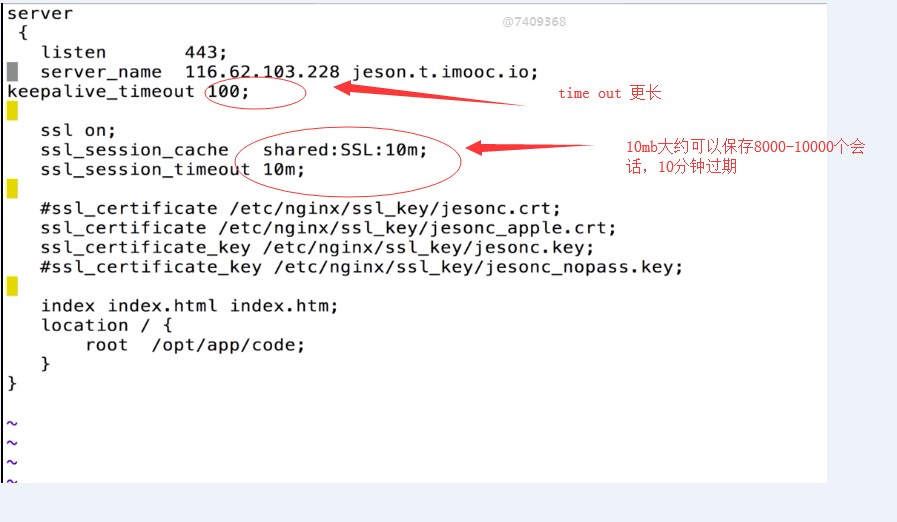 @7409368
server
{
listen 443;
server_name 116.62.103.228 jeson.t.imooc.io;
keepalive_timeout 100;
time out 更长
ssl on;
ssl_session_cache shared:SSL:10m;
ssl_session_timeout 10m;
10mb大约可以保存8000-10000个会
话，10分钟过期
#ssl_certificate /etc/nginx/ssl_key/jesonc.crt;
ssl_certificate /etc/nginx/ssl_key/jesonc_apple.crt;
ssl_certificate_key /etc/nginx/ssl_key/jesonc.key;
#ssl_certificate_key /etc/nginx/ssl_key/jesonc_nopass.key;
index index.html index.htm;
location / {
root /opt/app/code;
}
}
~
~
~
~